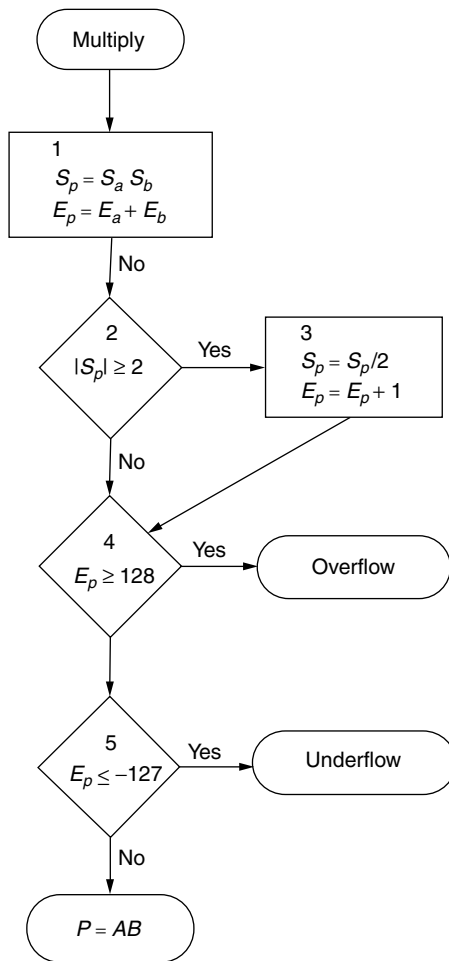 Multiply
1
S_p = S_a S_b
E_p = E_a + E_b
No
2
|S_p| ≥ 2
Yes
3
S_p = S_p/2
E_p = E_p + 1
No
4
E_p ≥ 128
Yes
Overflow
5
E_p ≤ −127
Yes
Underflow
No
P = AB